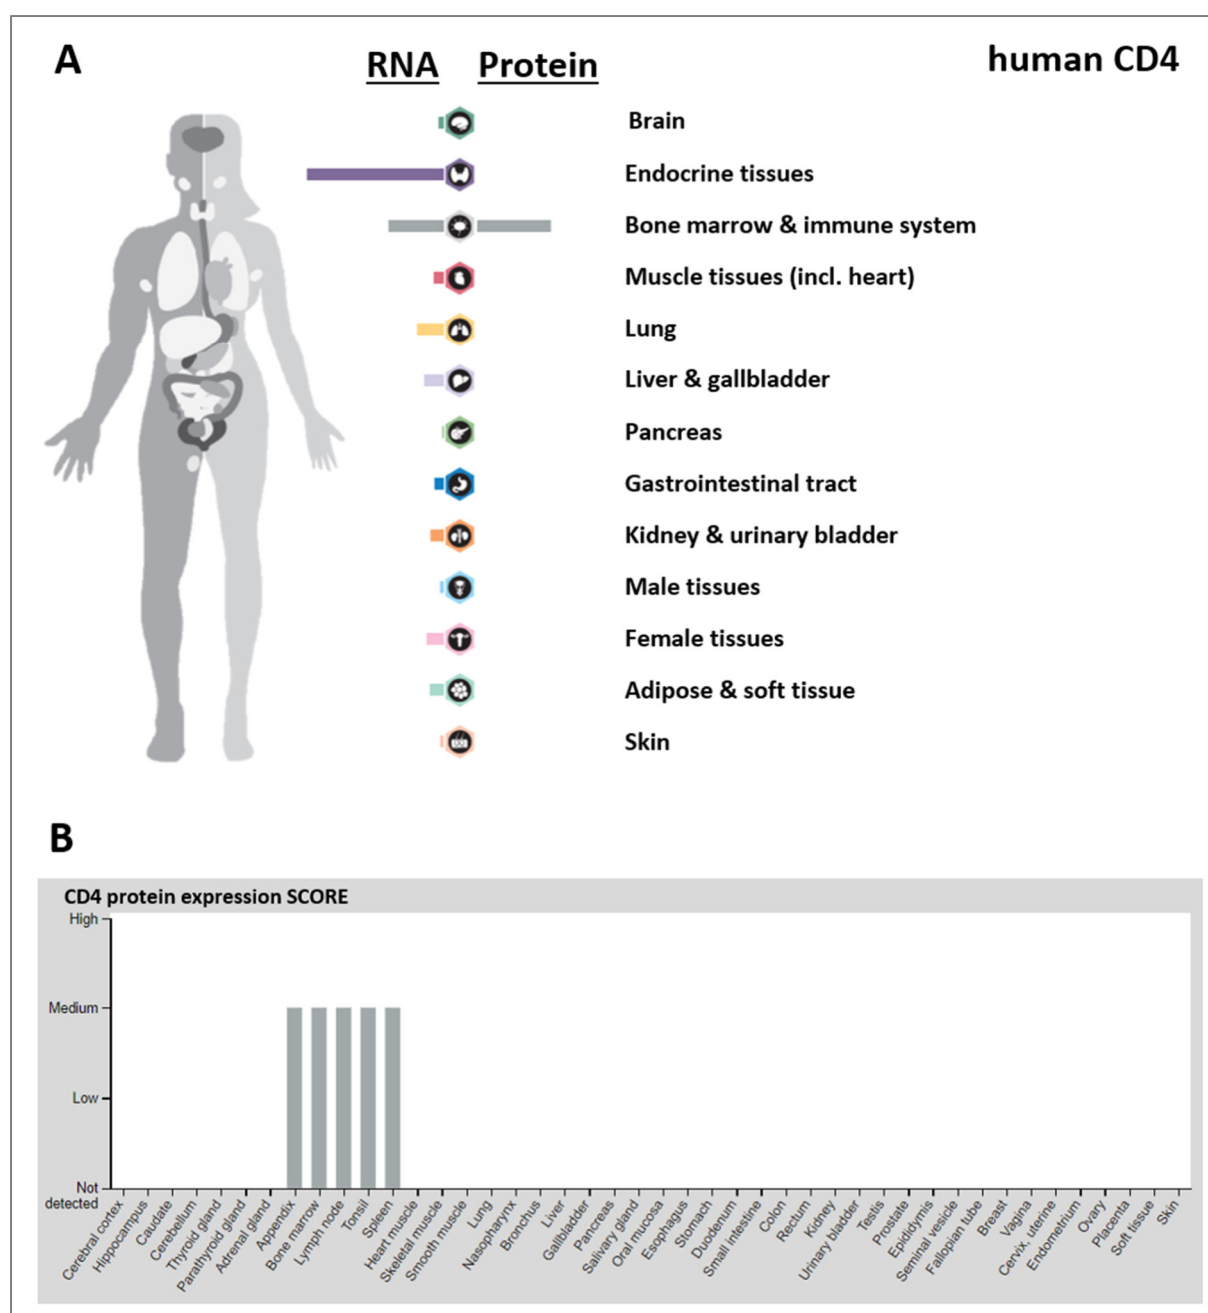 A
RNA Protein
human CD4
Brain
Endocrine tissues
Bone marrow & immune system
Muscle tissues (incl. heart)
Lung
Liver & gallbladder
Pancreas
Gastrointestinal tract
Kidney & urinary bladder
Male tissues
Female tissues
Adipose & soft tissue
Skin
B
CD4 protein expression SCORE
High
Medium
Low
Not
detected
Cerebral cortex
Hippocampus
Caudate
Cerebellum
Thyroid gland
Parathyroid gland
Adrenal gland
Appendix
Bone marrow
Lymph node
Tonsil
Spleen
Heart muscle
Skeletal muscle
Smooth muscle
Lung
Nasopharynx
Bronchus
Liver
Gallbladder
Pancreas
Salivary gland
Oral mucosa
Esophagus
Stomach
Duodenum
Small intestine
Colon
Rectum
Kidney
Urinary bladder
Testis
Prostate
Epididymis
Seminal vesicle
Fallopian tube
Breast
Vagina
Cervix, uterine
Endometrium
Ovary
Placenta
Soft tissue
Skin